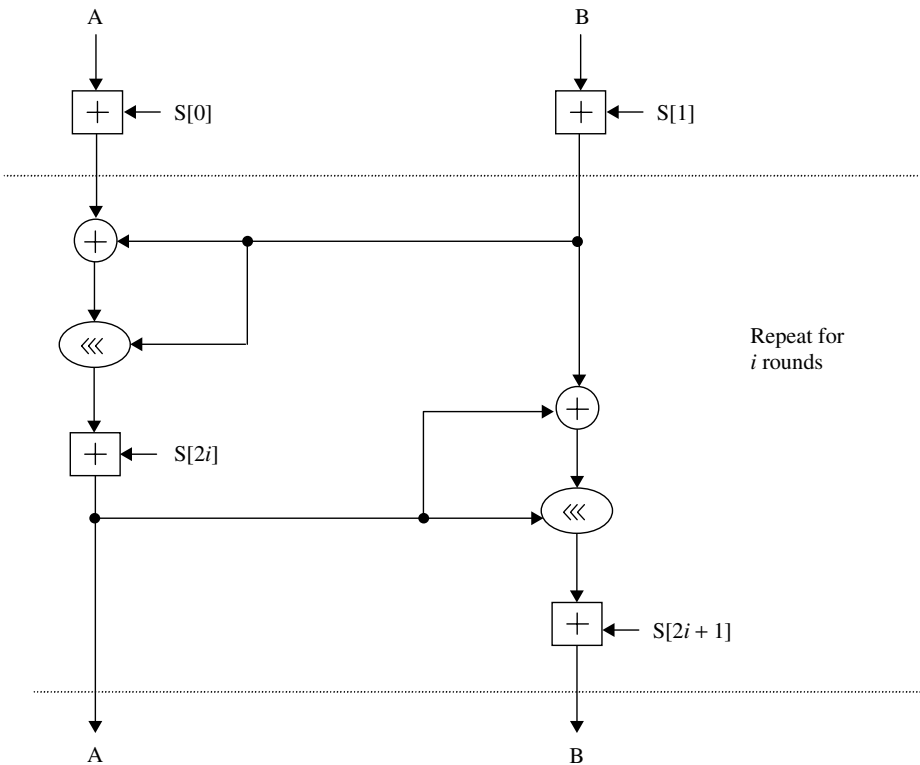 A
B
+
S[0]
+
S[1]
+
<<<
Repeat for
i rounds
+
+
S[2i]
<<<
+
S[2i + 1]
A
B